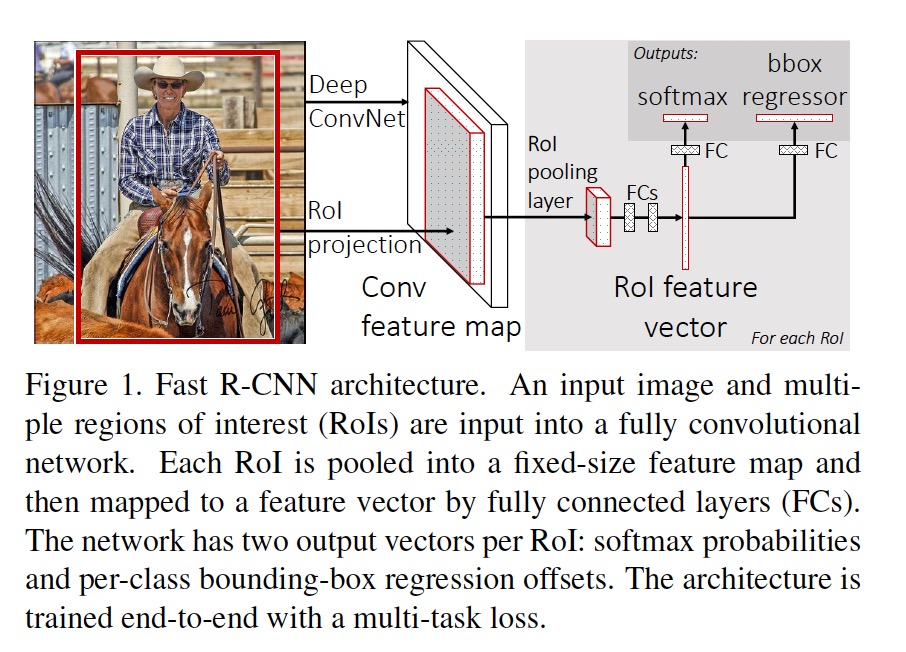 Outputs:
bbox
softmax regressor
Deep
ConvNet
RoI
pooling
layer
FC
FC
FCs
RoI
projection
Conv
feature map
RoI feature
vector
For each RoI
Figure 1. Fast R-CNN architecture. An input image and multi-
ple regions of interest (RoIs) are input into a fully convolutional
network. Each RoI is pooled into a fixed-size feature map and
then mapped to a feature vector by fully connected layers (FCs).
The network has two output vectors per RoI: softmax probabilities
and per-class bounding-box regression offsets. The architecture is
trained end-to-end with a multi-task loss.